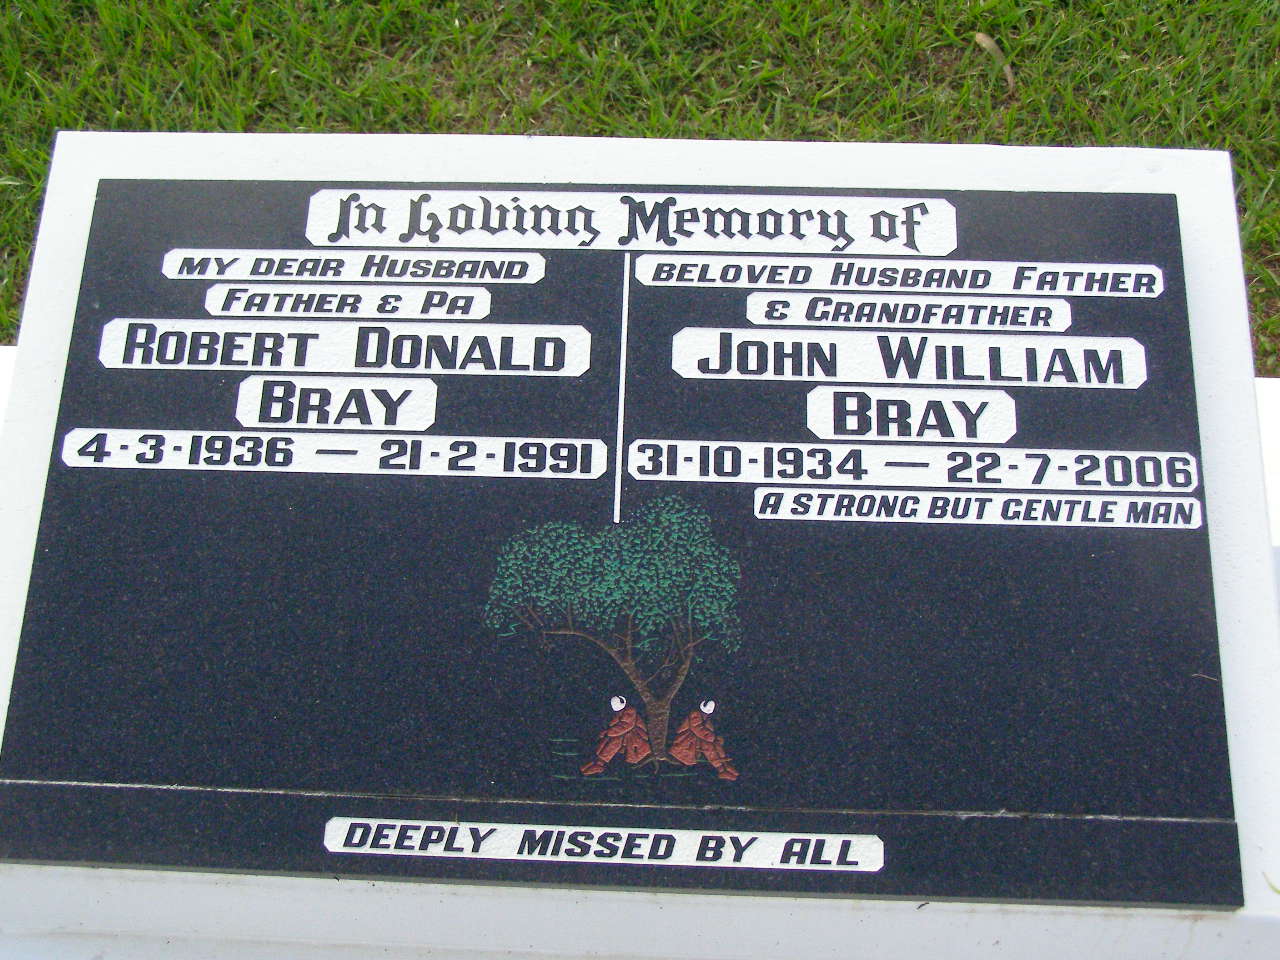 In Loving Memory of
MY DEAR HUSBAND
FATHER & PA
ROBERT DONALD
BRAY
4-3-1936 — 21-2-1991
BELOVED HUSBAND FATHER
& GRANDFATHER
JOHN WILLIAM
BRAY
31-10-1934 — 22-7-2006
A STRONG BUT GENTLE MAN
DEEPLY MISSED BY ALL